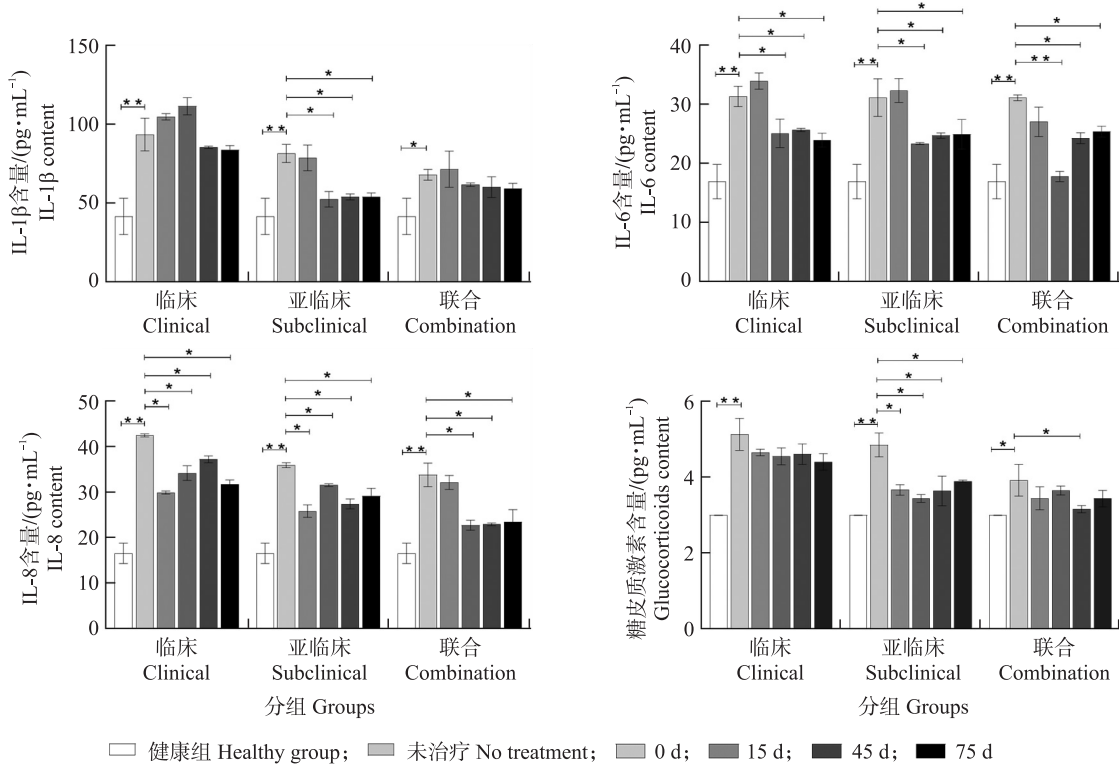 IL-1β含量/(pg·mL⁻¹)
IL-1β content
150
100
50
0
**
*
*
*
**
*
临床
Clinical
亚临床
Subclinical
联合
Combination
IL-6含量/(pg·mL⁻¹)
IL-6 content
40
30
20
10
0
*
*
*
**
*
*
*
**
*
*
**
**
临床
Clinical
亚临床
Subclinical
联合
Combination
IL-8含量/(pg·mL⁻¹)
IL-8 content
50
40
30
20
10
0
*
*
*
*
**
*
*
*
*
**
*
*
*
**
临床
Clinical
亚临床
Subclinical
联合
Combination
分组 Groups
糖皮质激素含量/(pg·mL⁻¹)
Glucocorticoids content
6
4
2
0
**
*
*
*
*
**
*
*
临床
Clinical
亚临床
Subclinical
联合
Combination
分组 Groups
健康组 Healthy group; 未治疗 No treatment; 0 d; 15 d; 45 d; 75 d